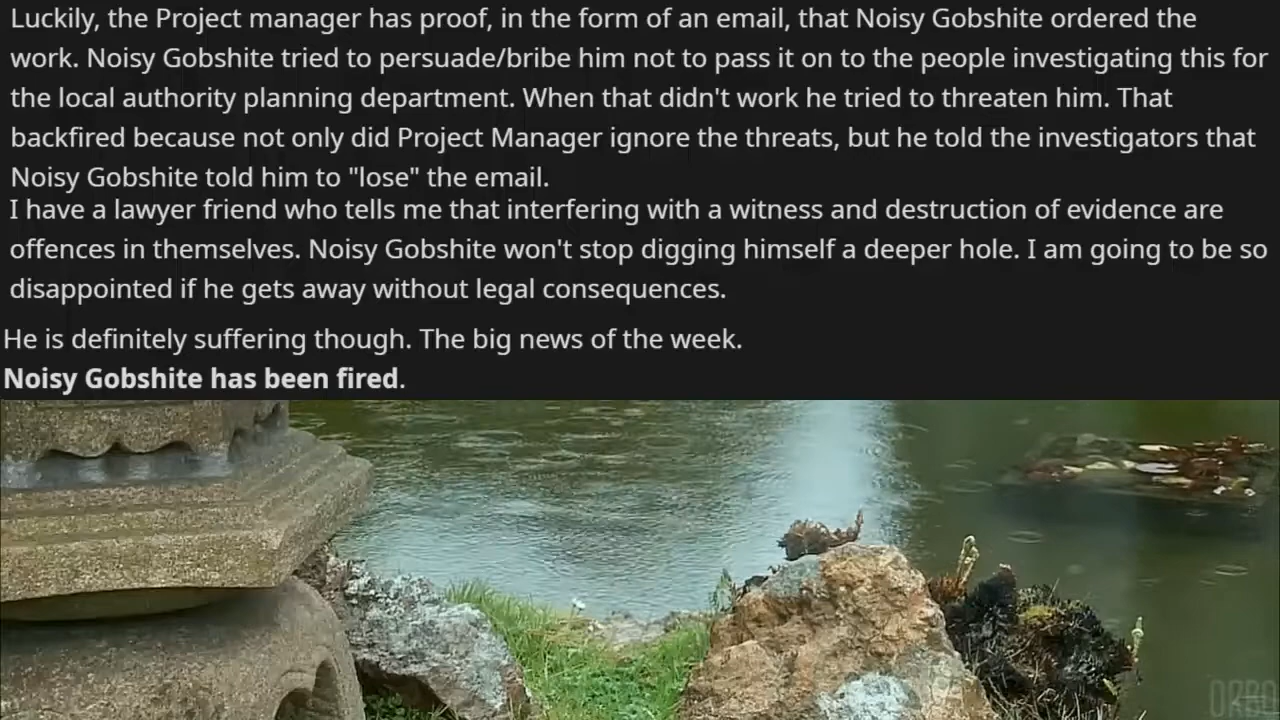 Luckily, the Project manager has proof, in the form of an email, that Noisy Gobshite ordered the
work. Noisy Gobshite tried to persuade/bribe him not to pass it on to the people investigating this for
the local authority planning department. When that didn't work he tried to threaten him. That
backfired because not only did Project Manager ignore the threats, but he told the investigators that
Noisy Gobshite told him to "lose" the email.
I have a lawyer friend who tells me that interfering with a witness and destruction of evidence are
offences in themselves. Noisy Gobshite won't stop digging himself a deeper hole. I am going to be so
disappointed if he gets away without legal consequences.
He is definitely suffering though. The big news of the week.
Noisy Gobshite has been fired.
ORBO